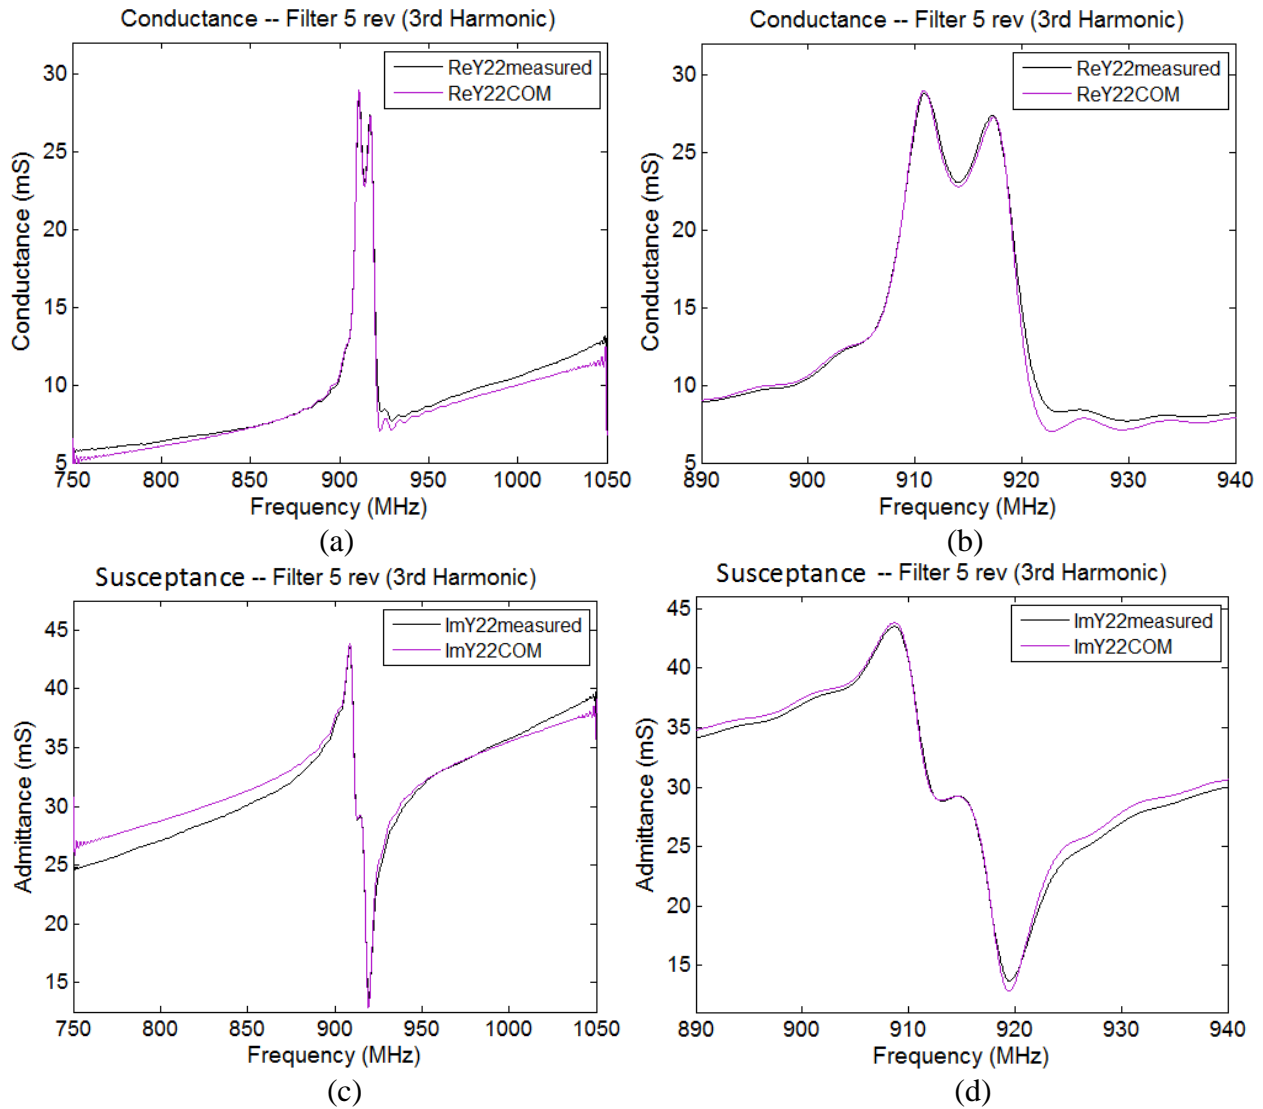 Conductance -- Filter 5 rev (3rd Harmonic)
ReY22measured
ReY22COM
Conductance (mS)
30
25
20
15
10
5
750 800 850 900 950 1000 1050
Frequency (MHz)
(a)
Conductance -- Filter 5 rev (3rd Harmonic)
ReY22measured
ReY22COM
Conductance (mS)
30
25
20
15
10
5
890 900 910 920 930 940
Frequency (MHz)
(b)
Susceptance -- Filter 5 rev (3rd Harmonic)
ImY22measured
ImY22COM
Admittance (mS)
45
40
35
30
25
20
15
750 800 850 900 950 1000 1050
Frequency (MHz)
(c)
Susceptance -- Filter 5 rev (3rd Harmonic)
ImY22measured
ImY22COM
Admittance (mS)
45
40
35
30
25
20
15
890 900 910 920 930 940
Frequency (MHz)
(d)